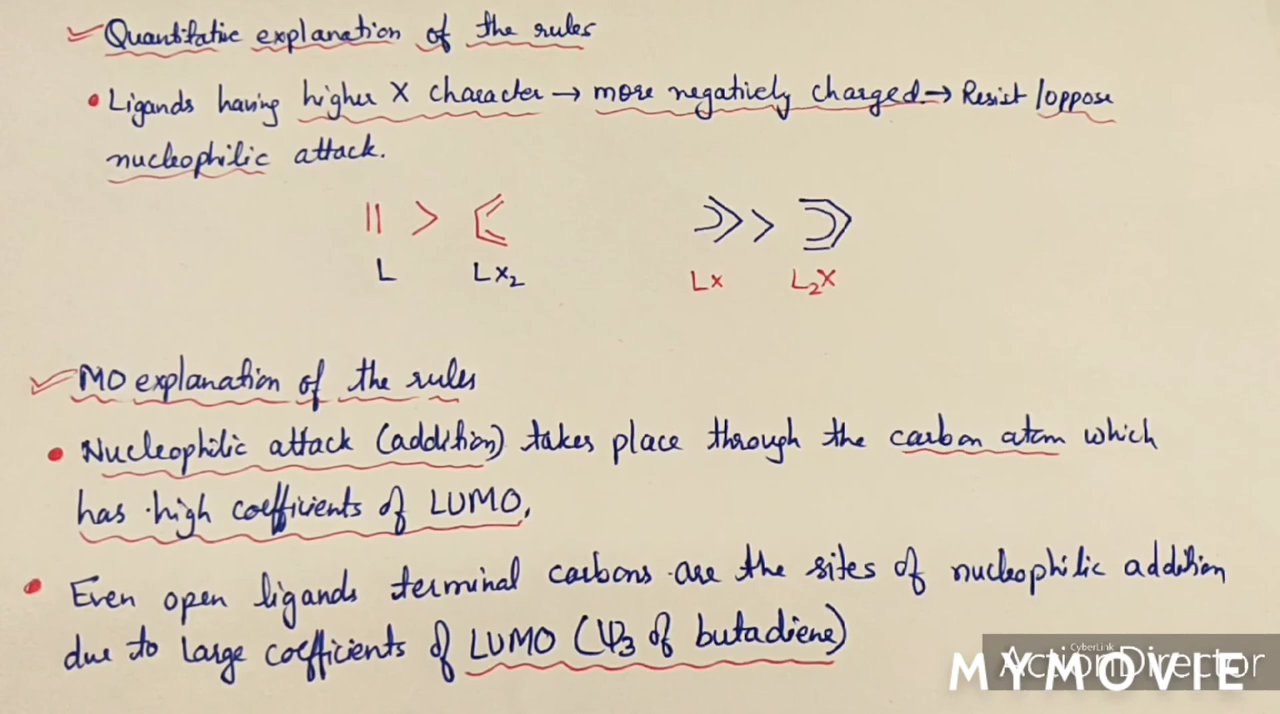 Quantitative explanation of the rules
• Ligands having higher X character → more negatively charged → Resist /oppose
nucleophilic attack.
|| >
> 
L LX2 LX L2X
MO explanation of the rules
• Nucleophilic attack (addition) takes place through the carbon atom which
has high coefficients of LUMO,
• Even open ligands terminal carbons are the sites of nucleophilic addition
due to large coefficients of LUMO (Ψ3 of butadiene)
CyberLink
ActionDirector
MYMOVIE